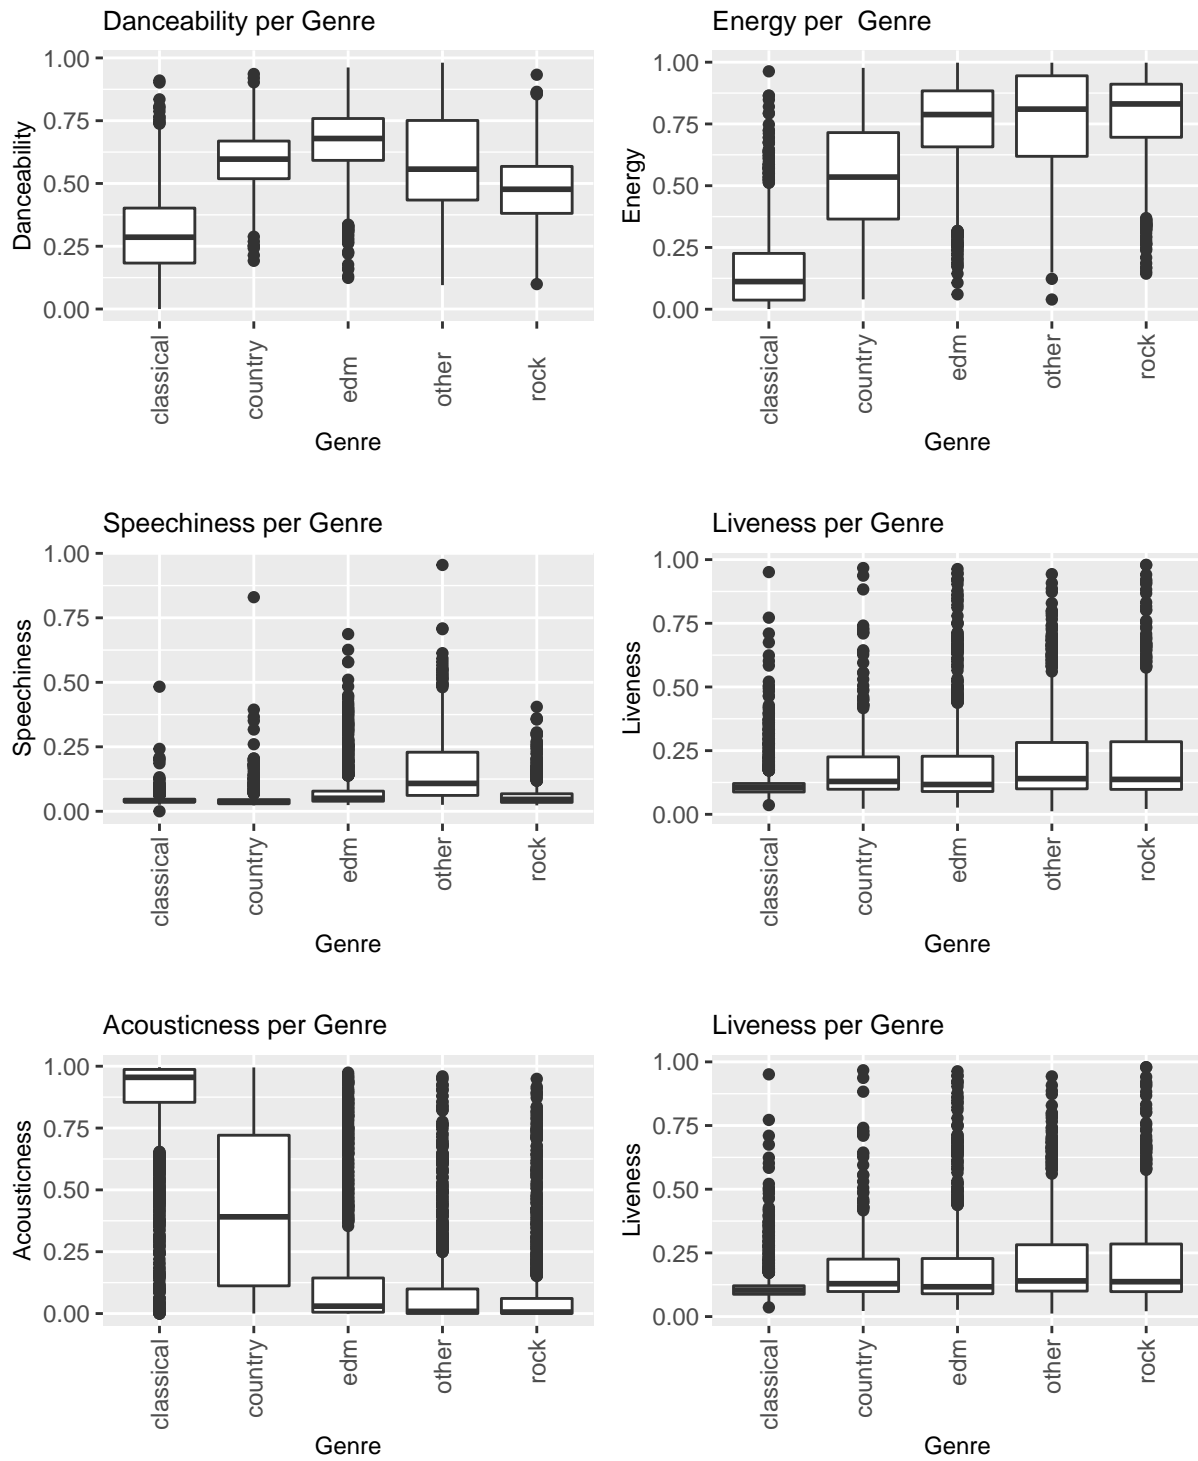 Danceability per Genre
1.00
0.75
0.50
0.25
0.00
Danceability
classical
country
edm
other
rock
Genre
Energy per  Genre
1.00
0.75
0.50
0.25
0.00
Energy
classical
country
edm
other
rock
Genre
Speechiness per Genre
1.00
0.75
0.50
0.25
0.00
Speechiness
classical
country
edm
other
rock
Genre
Liveness per Genre
1.00
0.75
0.50
0.25
0.00
Liveness
classical
country
edm
other
rock
Genre
Acousticness per Genre
1.00
0.75
0.50
0.25
0.00
Acousticness
classical
country
edm
other
rock
Genre
Liveness per Genre
1.00
0.75
0.50
0.25
0.00
Liveness
classical
country
edm
other
rock
Genre